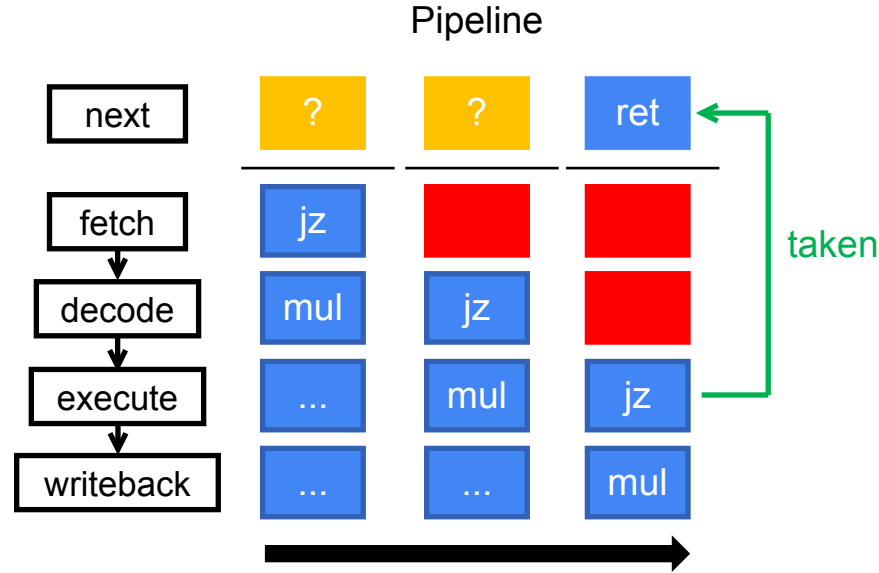 Pipeline
next ? ? ret
fetch jz
taken
decode mul jz
execute ... mul jz
writeback ... ... mul